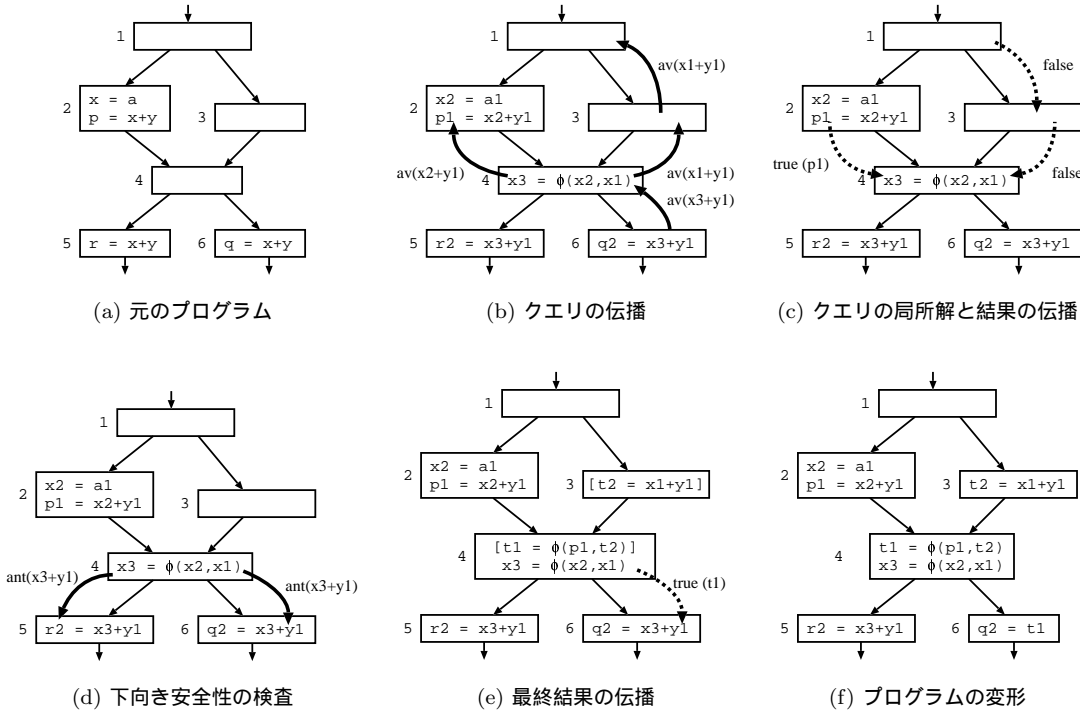 1
2
x = a
p = x+y
3
4
5
r = x+y
6
q = x+y
(a) 元のプログラム
1
av(x1+y1)
2
x2 = a1
p1 = x2+y1
3
av(x2+y1)
4
x3 = ϕ(x2,x1)
av(x1+y1)
av(x3+y1)
5
r2 = x3+y1
6
q2 = x3+y1
(b) クエリの伝播
1
false
2
x2 = a1
p1 = x2+y1
3
true (p1)
4
x3 = ϕ(x2,x1)
false
5
r2 = x3+y1
6
q2 = x3+y1
(c) クエリの局所解と結果の伝播
1
2
x2 = a1
p1 = x2+y1
3
4
x3 = ϕ(x2,x1)
ant(x3+y1)
ant(x3+y1)
5
r2 = x3+y1
6
q2 = x3+y1
(d) 下向き安全性の検査
1
2
x2 = a1
p1 = x2+y1
3
[t2 = x1+y1]
4
[t1 = ϕ(p1,t2)]
x3 = ϕ(x2,x1)
true (t1)
5
r2 = x3+y1
6
q2 = x3+y1
(e) 最終結果の伝播
1
2
x2 = a1
p1 = x2+y1
3
t2 = x1+y1
4
t1 = ϕ(p1,t2)
x3 = ϕ(x2,x1)
5
r2 = x3+y1
6
q2 = t1
(f) プログラムの変形